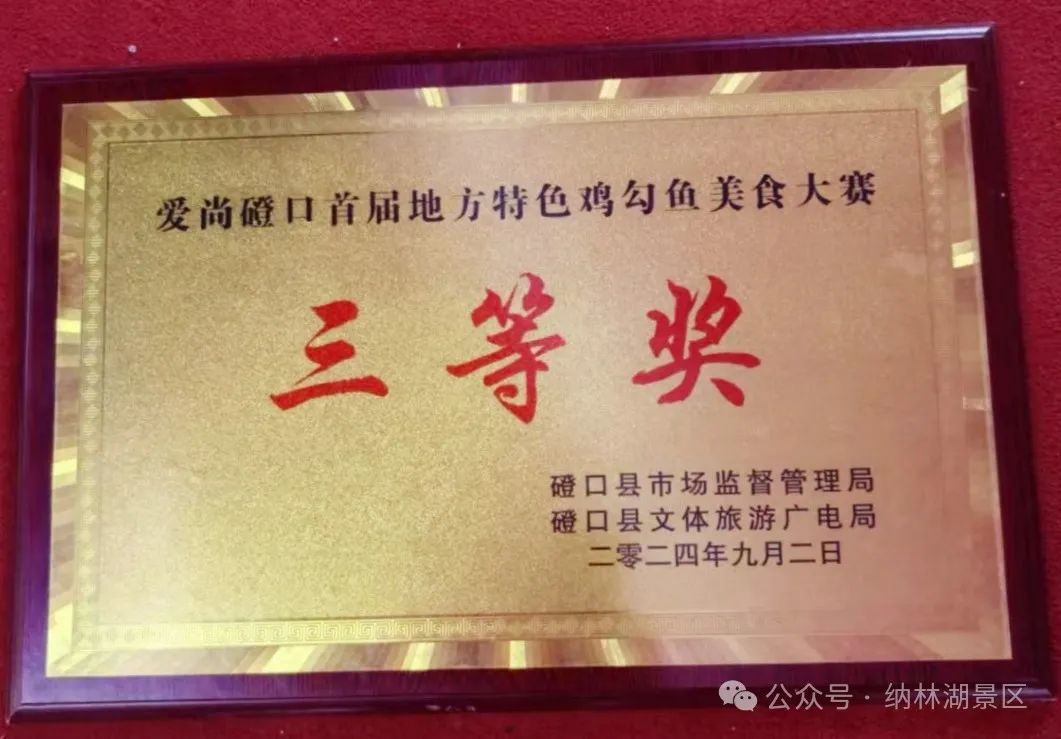 爱尚磴口首届地方特色鸡勾鱼美食大赛
三等奖
磴口县市场监督管理局
磴口县文体旅游广电局
二零二四年九月二日
公众号·纳林湖景区